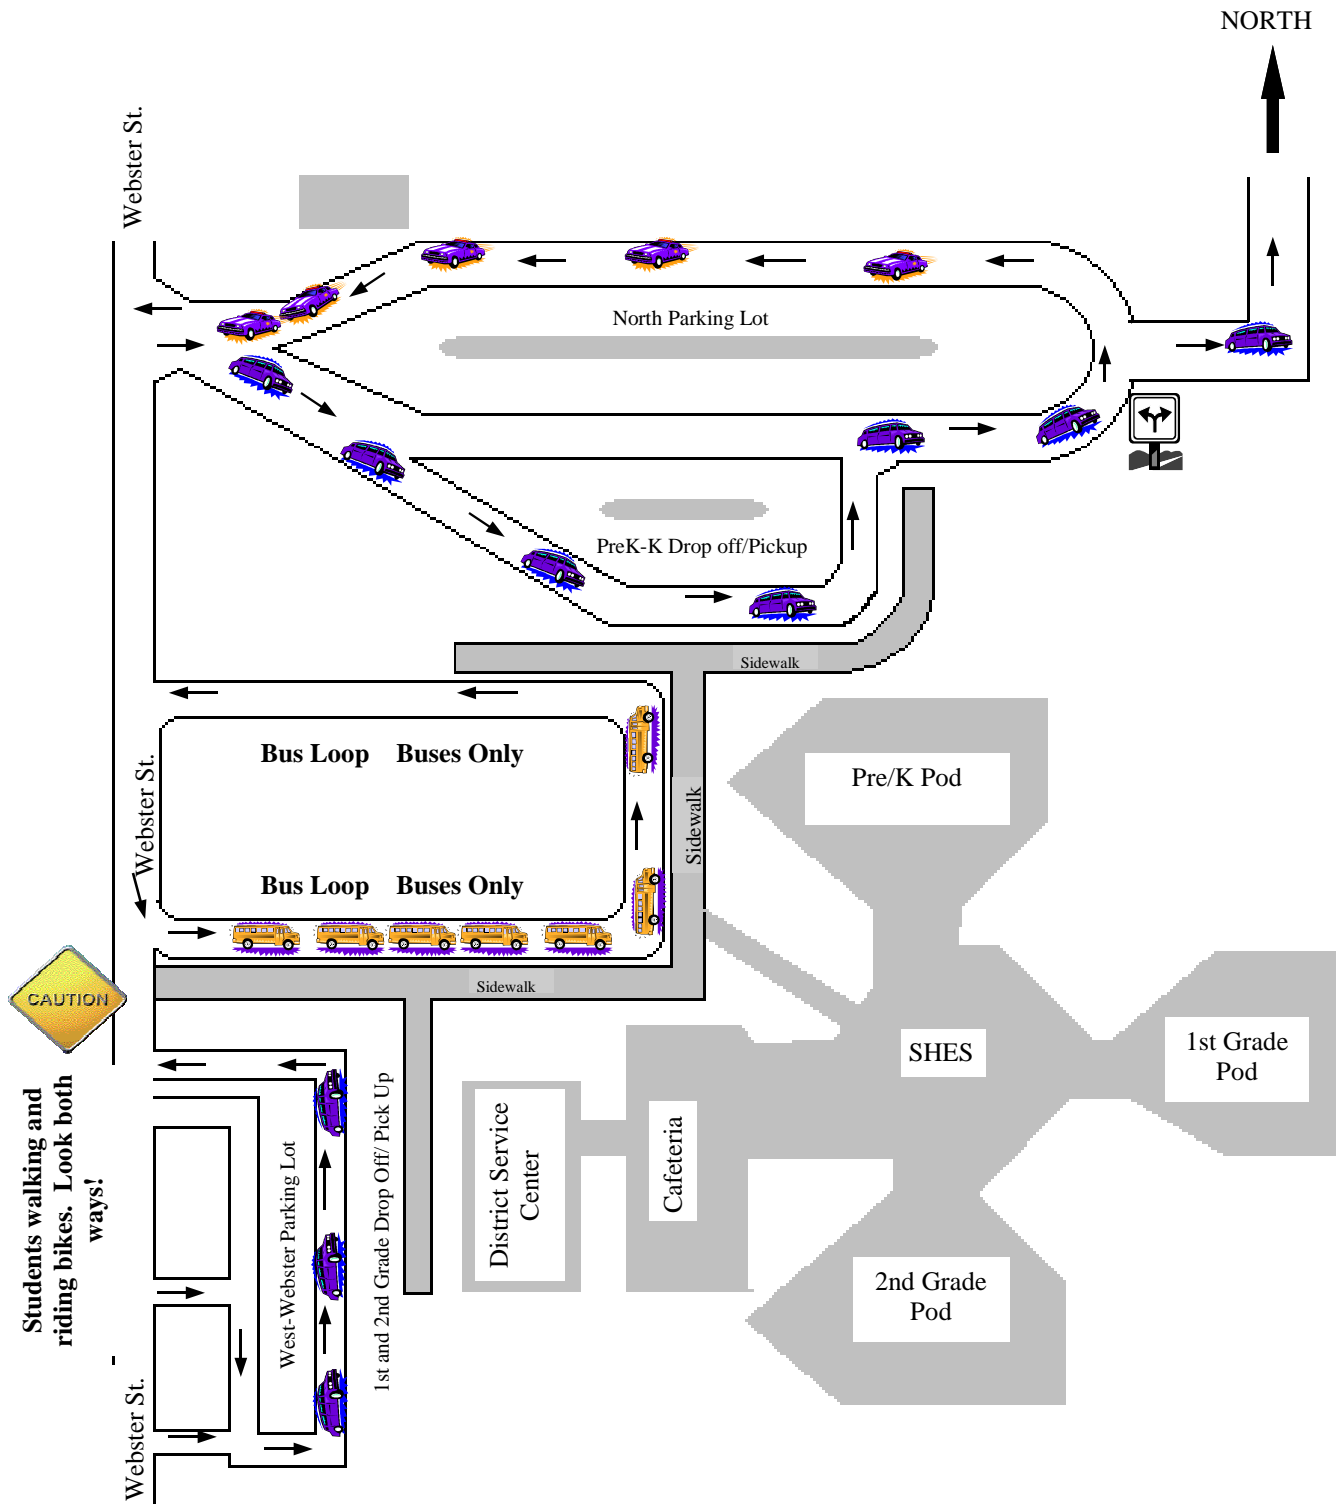 NORTH
Webster St.
North Parking Lot
PreK-K Drop off/Pickup
Sidewalk
Bus Loop    Buses Only
Webster St.
Pre/K Pod
Sidewalk
Bus Loop    Buses Only
CAUTION
Sidewalk
SHES
1st Grade
Pod
Students walking and
riding bikes.  Look both
ways!
West-Webster Parking Lot
1st and 2nd Grade Drop Off/ Pick Up
District Service
Center
Cafeteria
2nd Grade
Pod
Webster St.